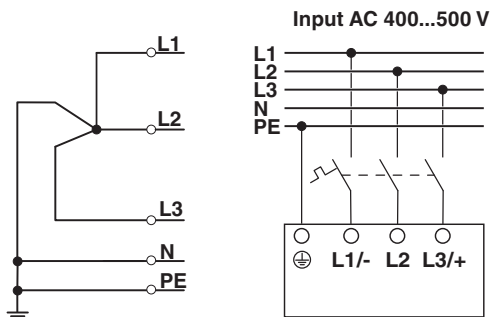 Input AC 400...500 V
L1
L2
L3
N
PE
L1
L2
L3
N
PE
L1/- L2 L3/+